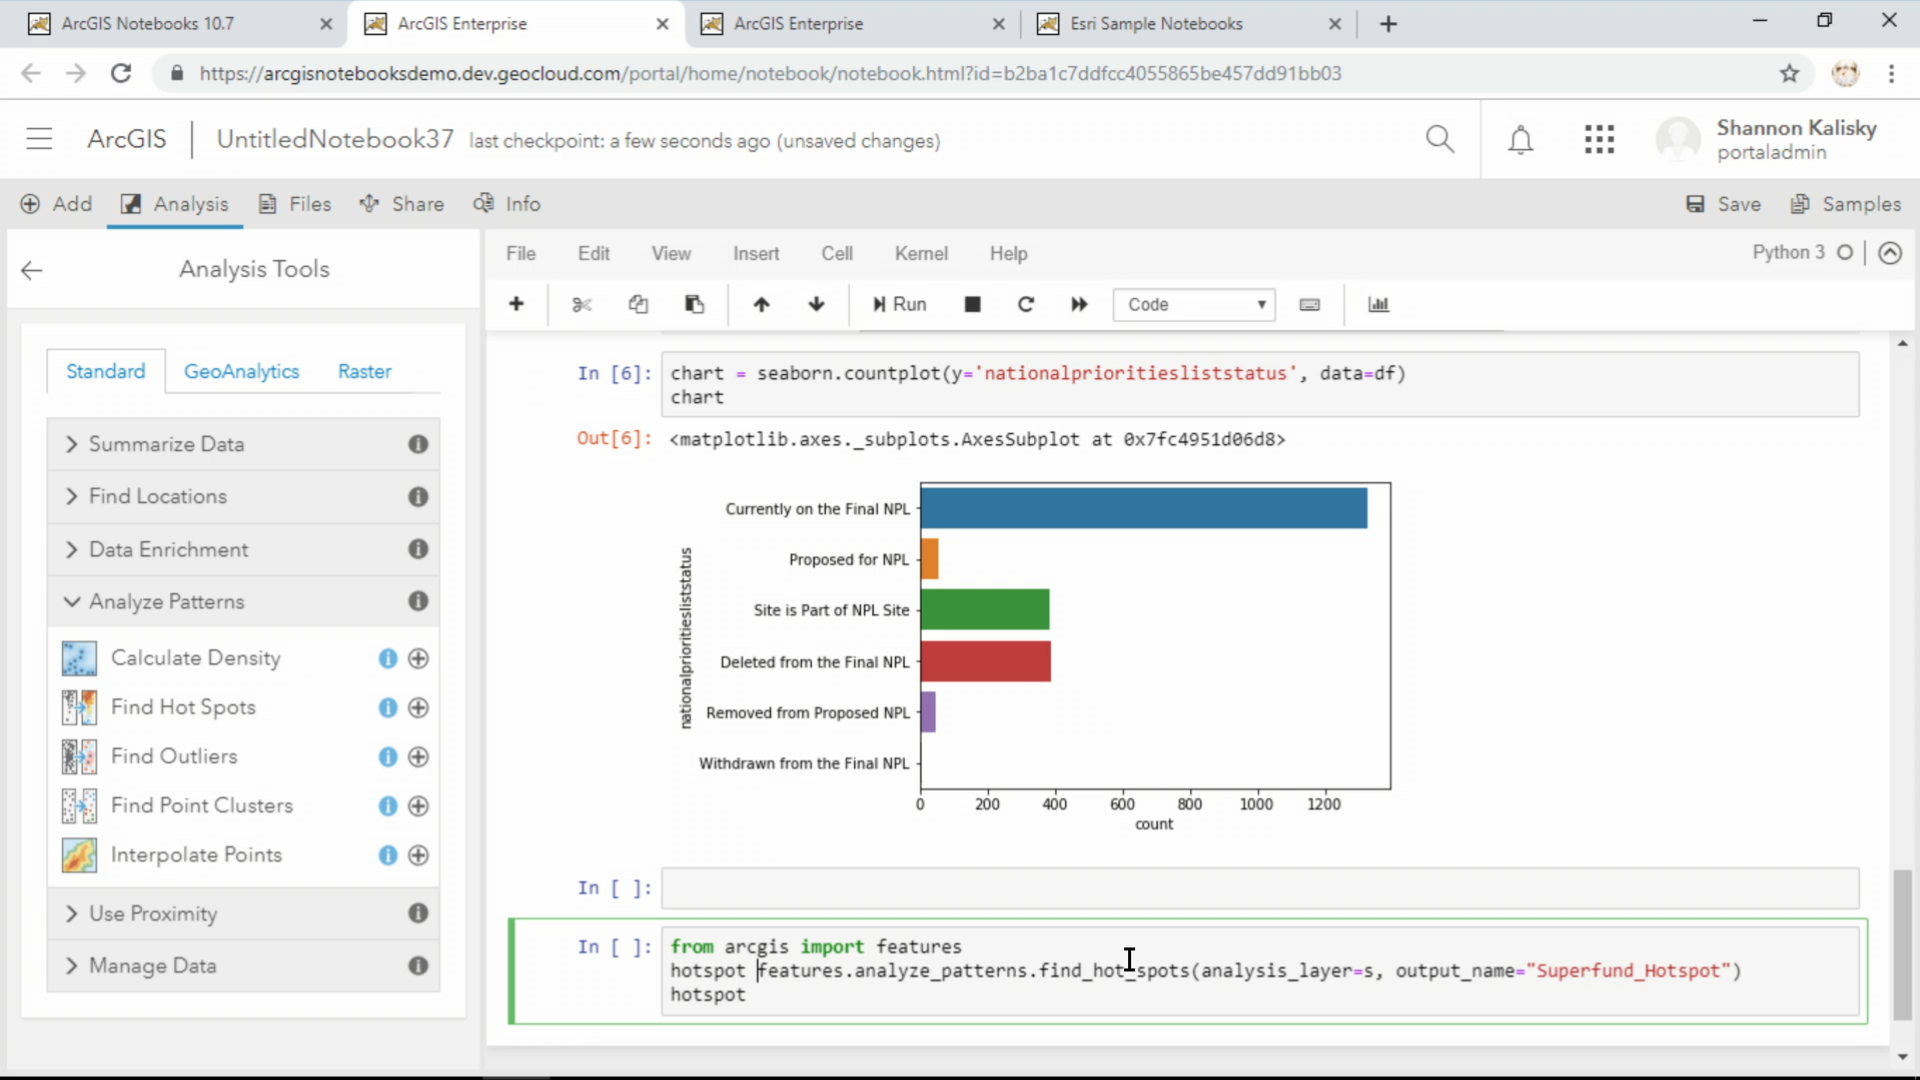 ArcGIS Notebooks 10.7
ArcGIS Enterprise
ArcGIS Enterprise
Esri Sample Notebooks
https://arcgisnotebooksdemo.dev.geocloud.com/portal/home/notebook/notebook.html?id=b2ba1c7ddfcc4055865be457dd91bb03
ArcGIS
UntitledNotebook37 last checkpoint: a few seconds ago (unsaved changes)
Shannon Kalisky
portaladmin
Add
Analysis
Files
Share
Info
Save
Samples
Analysis Tools
Standard
GeoAnalytics
Raster
Summarize Data
Find Locations
Data Enrichment
Analyze Patterns
Calculate Density
Find Hot Spots
Find Outliers
Find Point Clusters
Interpolate Points
Use Proximity
Manage Data
File Edit View Insert Cell Kernel Help
Python 3
Run
Code
In [6]: chart = seaborn.countplot(y='nationalprioritiesliststatus', data=df)
chart
Out[6]: <matplotlib.axes._subplots.AxesSubplot at 0x7fc4951d06d8>
nationalprioritiesliststatus
Currently on the Final NPL
Proposed for NPL
Site is Part of NPL Site
Deleted from the Final NPL
Removed from Proposed NPL
Withdrawn from the Final NPL
0 200 400 600 800 1000 1200
count
In [ ]:
In [ ]: from arcgis import features
hotspot features.analyze_patterns.find_hot_spots(analysis_layer=s, output_name="Superfund_Hotspot")
hotspot